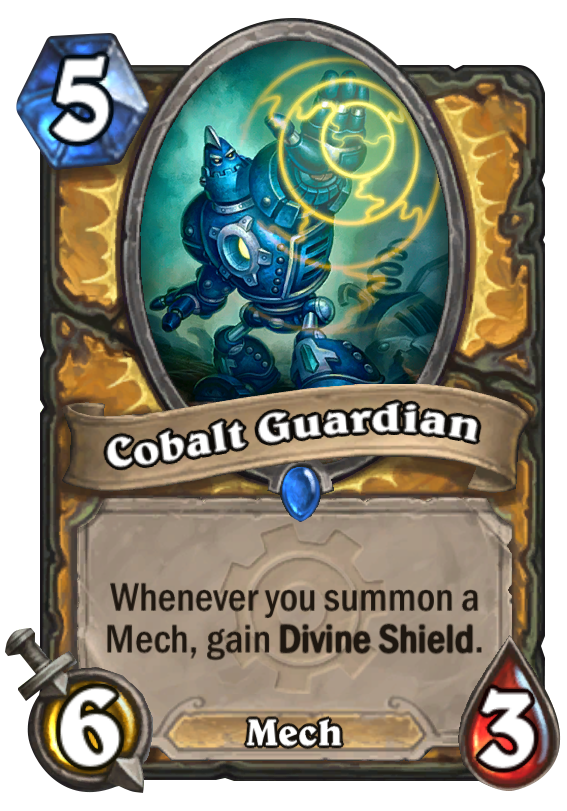 5
Cobalt Guardian
Whenever you summon a
Mech, gain Divine Shield.
6
Mech
3